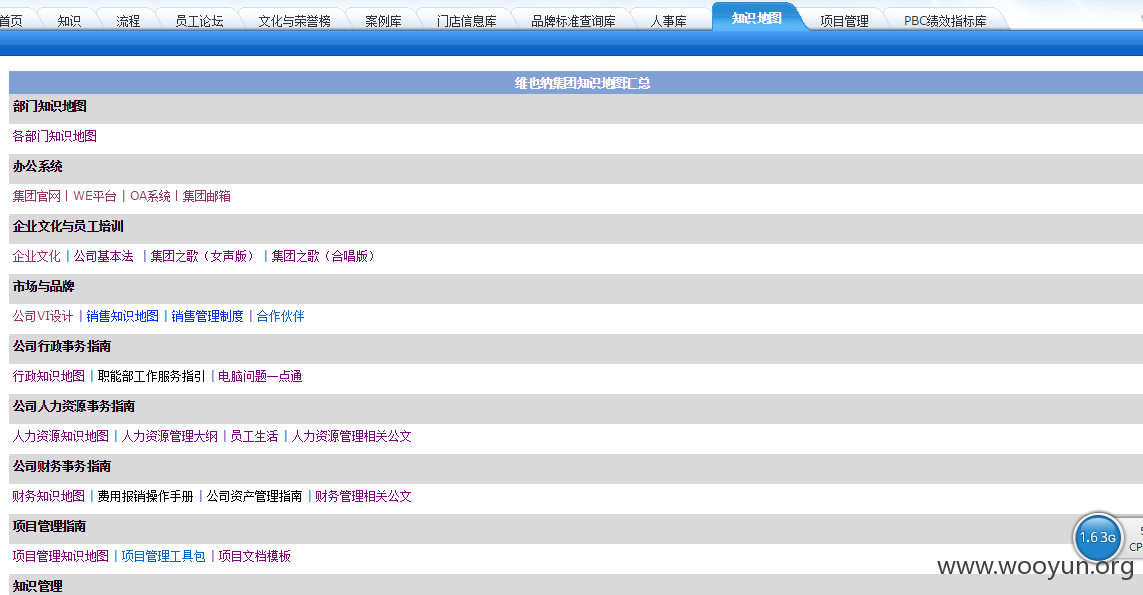 首页 知识 流程 员工论坛 文化与荣誉榜 案例库 门店信息库 品牌标准查询库 人事库 知识地图 项目管理 PBC绩效指标库
维也纳集团知识地图汇总
部门知识地图
各部门知识地图
办公系统
集团官网 | WE平台 | OA系统 | 集团邮箱
企业文化与员工培训
企业文化 | 公司基本法 | 集团之歌（女声版） | 集团之歌（合唱版）
市场与品牌
公司VI设计 | 销售知识地图 | 销售管理制度 | 合作伙伴
公司行政事务指南
行政知识地图 | 职能部工作服务指引 | 电脑问题一点通
公司人力资源事务指南
人力资源知识地图 | 人力资源管理大纲 | 员工生活 | 人力资源管理相关公文
公司财务事务指南
财务知识地图 | 费用报销操作手册 | 公司资产管理指南 | 财务管理相关公文
项目管理指南
项目管理知识地图 | 项目管理工具包 | 项目文档模板
知识管理
1.63G
CP
www.wooyun.org